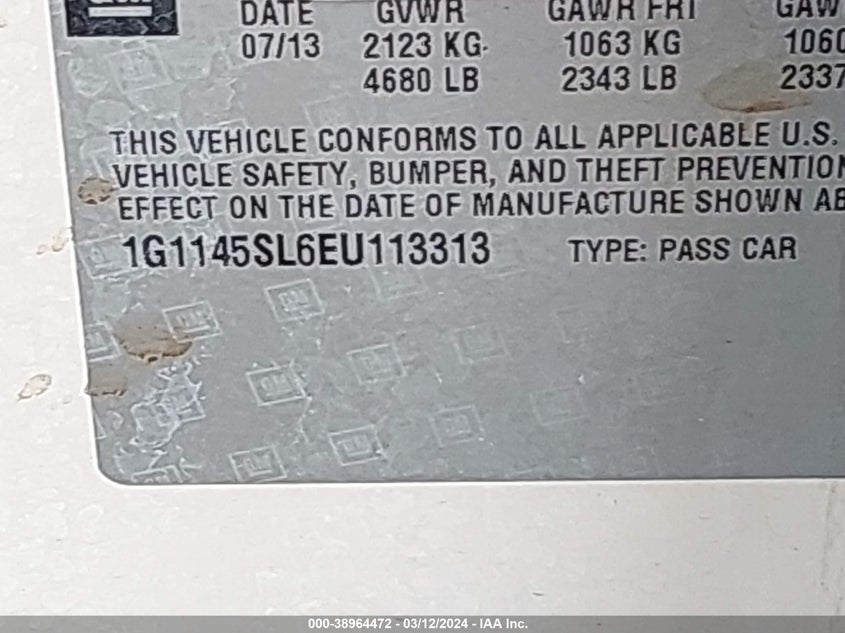 GM
DATE GVWR GAWR FRT GAW
07/13 2123 KG 1063 KG 1060
4680 LB 2343 LB 2337
THIS VEHICLE CONFORMS TO ALL APPLICABLE U.S.
VEHICLE SAFETY, BUMPER, AND THEFT PREVENTION
EFFECT ON THE DATE OF MANUFACTURE SHOWN AB
1G1145SL6EU113313 TYPE: PASS CAR
000-38964472 - 03/12/2024 - IAA Inc.